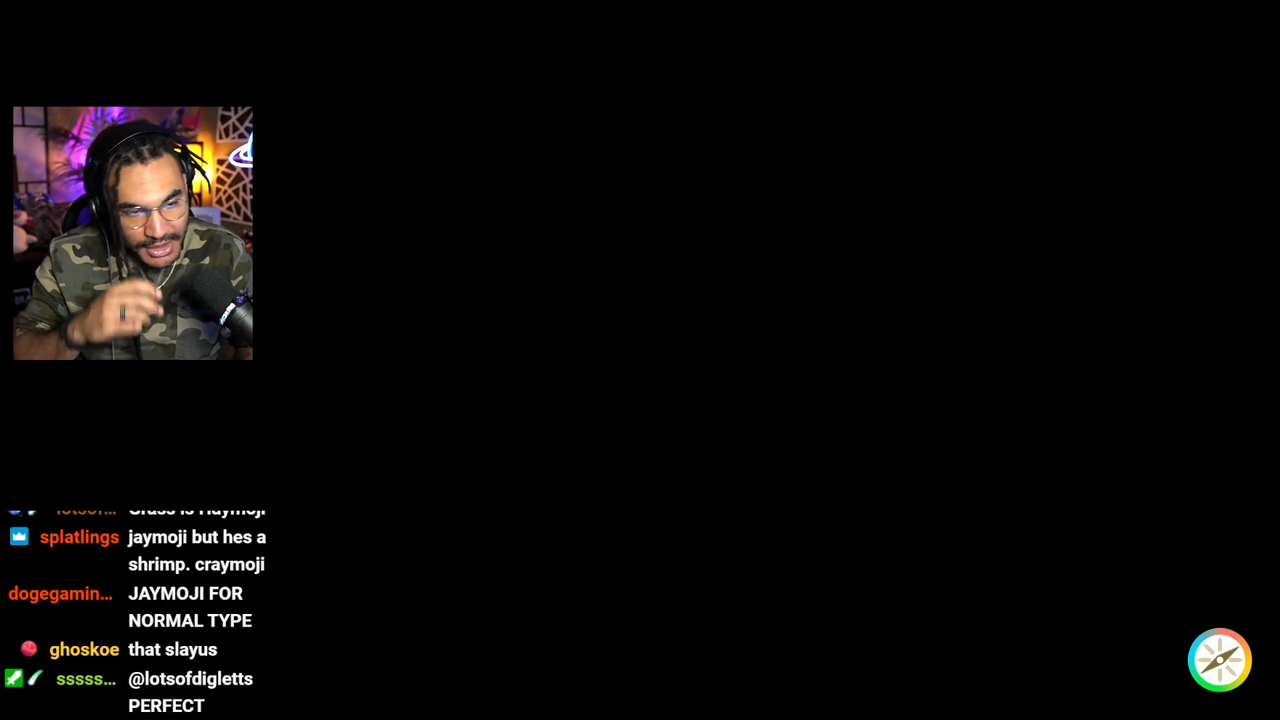 splatlings jaymoji but hes a
shrimp. craymoji
dogegamin... JAYMOJI FOR
NORMAL TYPE
ghoskoe that slayus
sssss... @lotsofdigletts
PERFECT